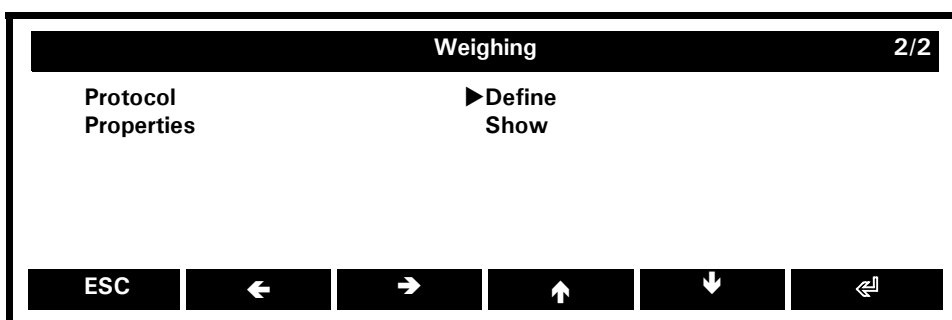 Weighing 2/2
Protocol ▶Define
Properties Show
ESC ← → ↑ ↓ ⏎